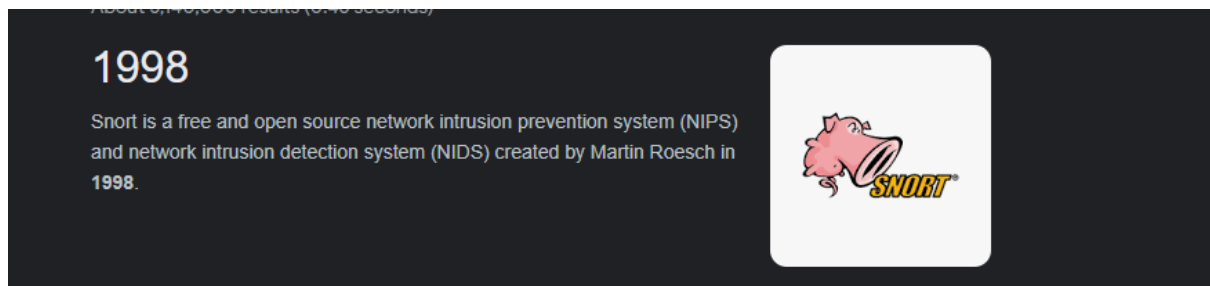 1998
Snort is a free and open source network intrusion prevention system (NIPS)
and network intrusion detection system (NIDS) created by Martin Roesch in
1998.
SNORT®